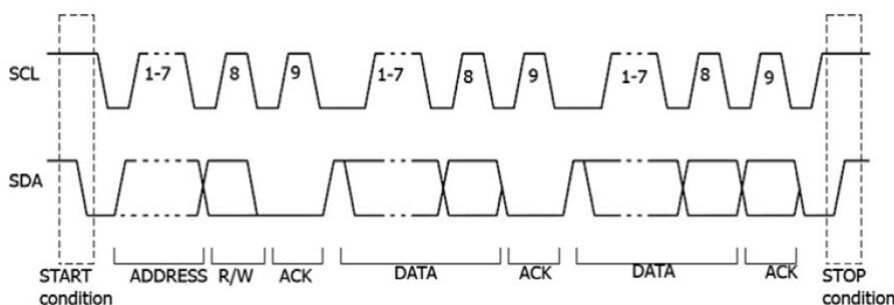 SCL
1-7 8 9 1-7 8 9 1-7 8 9
SDA
ADDRESS R/W ACK DATA ACK DATA ACK
START condition
STOP condition